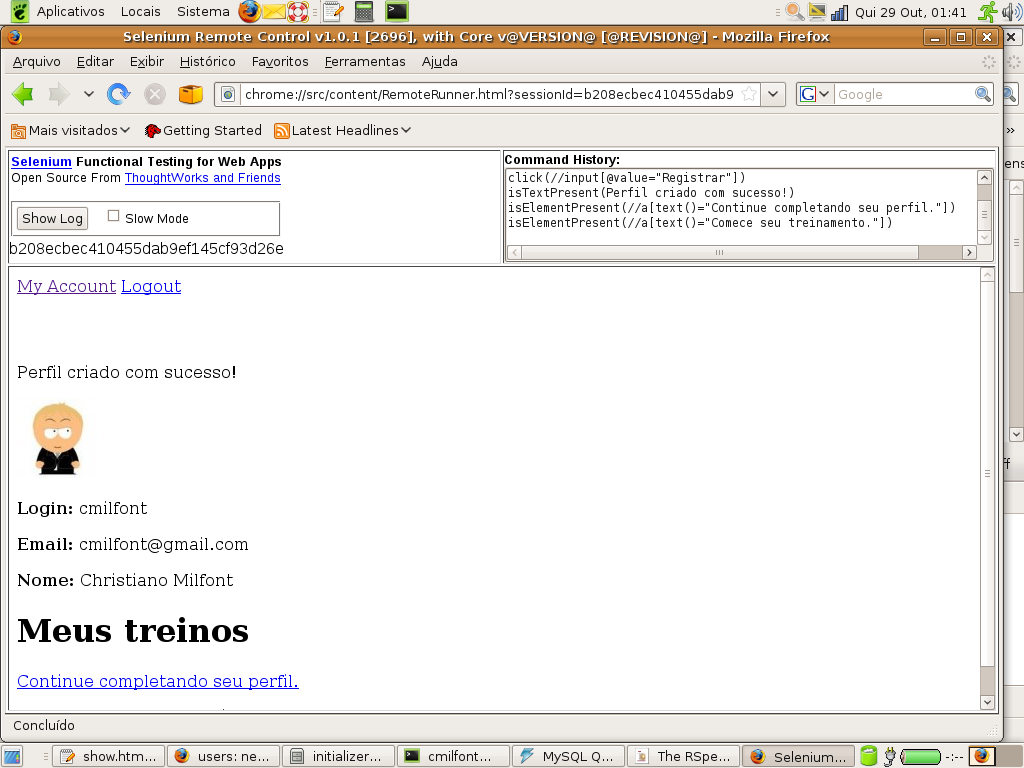 Aplicativos Locais Sistema Qui 29 Out, 01:41
Selenium Remote Control v1.0.1 [2696], with Core v@VERSION@ [@REVISION@] - Mozilla Firefox
Arquivo Editar Exibir Histórico Favoritos Ferramentas Ajuda
chrome://src/content/RemoteRunner.html?sessionId=b208ecbec410455dab9 G Google
Mais visitados Getting Started Latest Headlines »
Selenium Functional Testing for Web Apps
Open Source From ThoughtWorks and Friends
Show Log Slow Mode
b208ecbec410455dab9ef145cf93d26e
Command History:
click(//input[@value="Registrar"])
isTextPresent(Perfil criado com sucesso!)
isElementPresent(//a[text()="Continue completando seu perfil."])
isElementPresent(//a[text()="Comece seu treinamento."])
My Account Logout
Perfil criado com sucesso!
Login: cmilfont
Email: cmilfont@gmail.com
Nome: Christiano Milfont
Meus treinos
Continue completando seu perfil.
Concluído
show.htm... users: ne... initializer... cmilfont... MySQL Q... The RSpe... Selenium... -:--